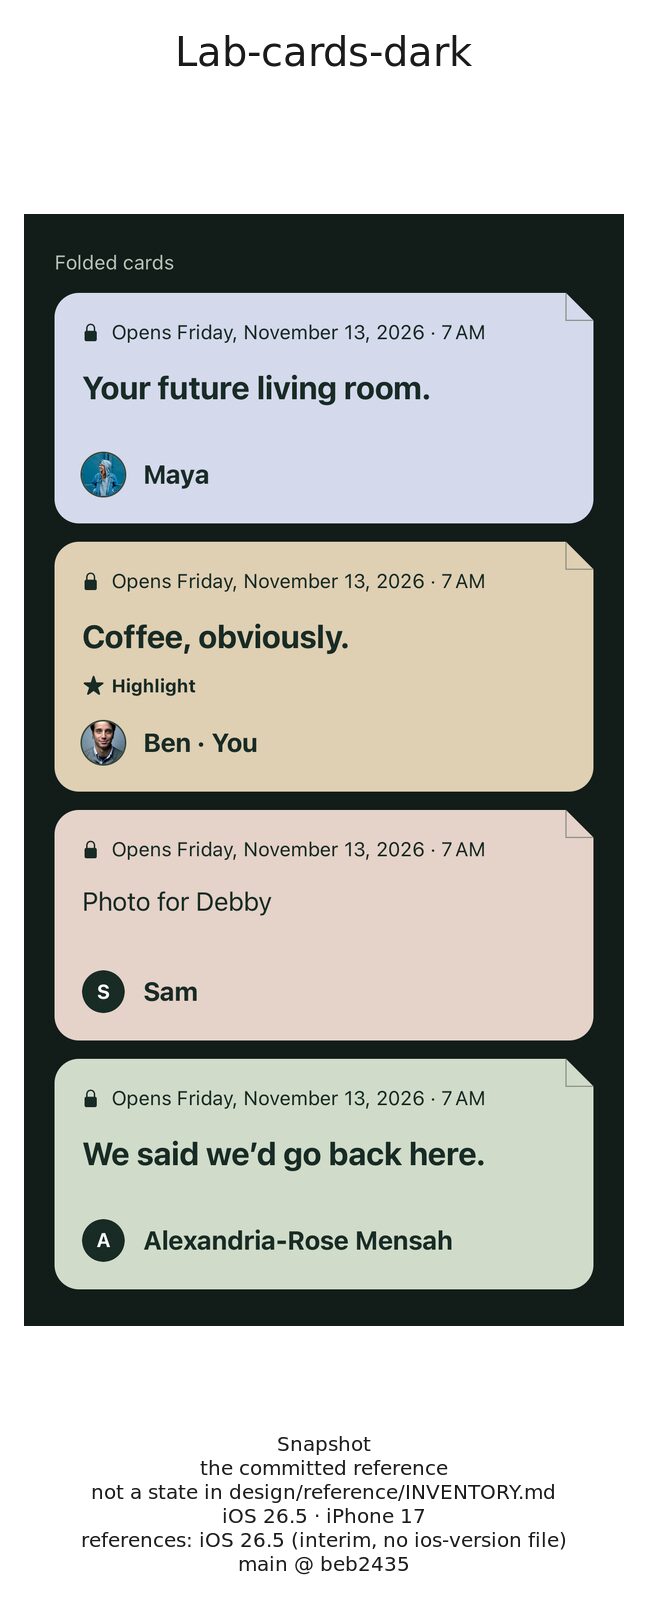 Lab-cards-dark
Folded cards
Opens Friday, November 13, 2026 · 7 AM
Your future living room.
Maya
Opens Friday, November 13, 2026 · 7 AM
Coffee, obviously.
Highlight
Ben · You
Opens Friday, November 13, 2026 · 7 AM
Photo for Debby
S
Sam
Opens Friday, November 13, 2026 · 7 AM
We said we’d go back here.
A
Alexandria-Rose Mensah
Snapshot
the committed reference
not a state in design/reference/INVENTORY.md
iOS 26.5 · iPhone 17
references: iOS 26.5 (interim, no ios-version file)
main @ beb2435